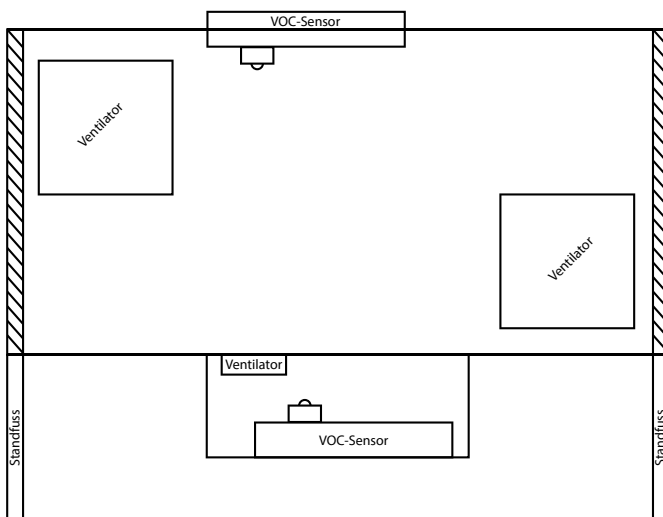 VOC-Sensor
Ventilator
Ventilator
Ventilator
VOC-Sensor
Standfuss
Standfuss